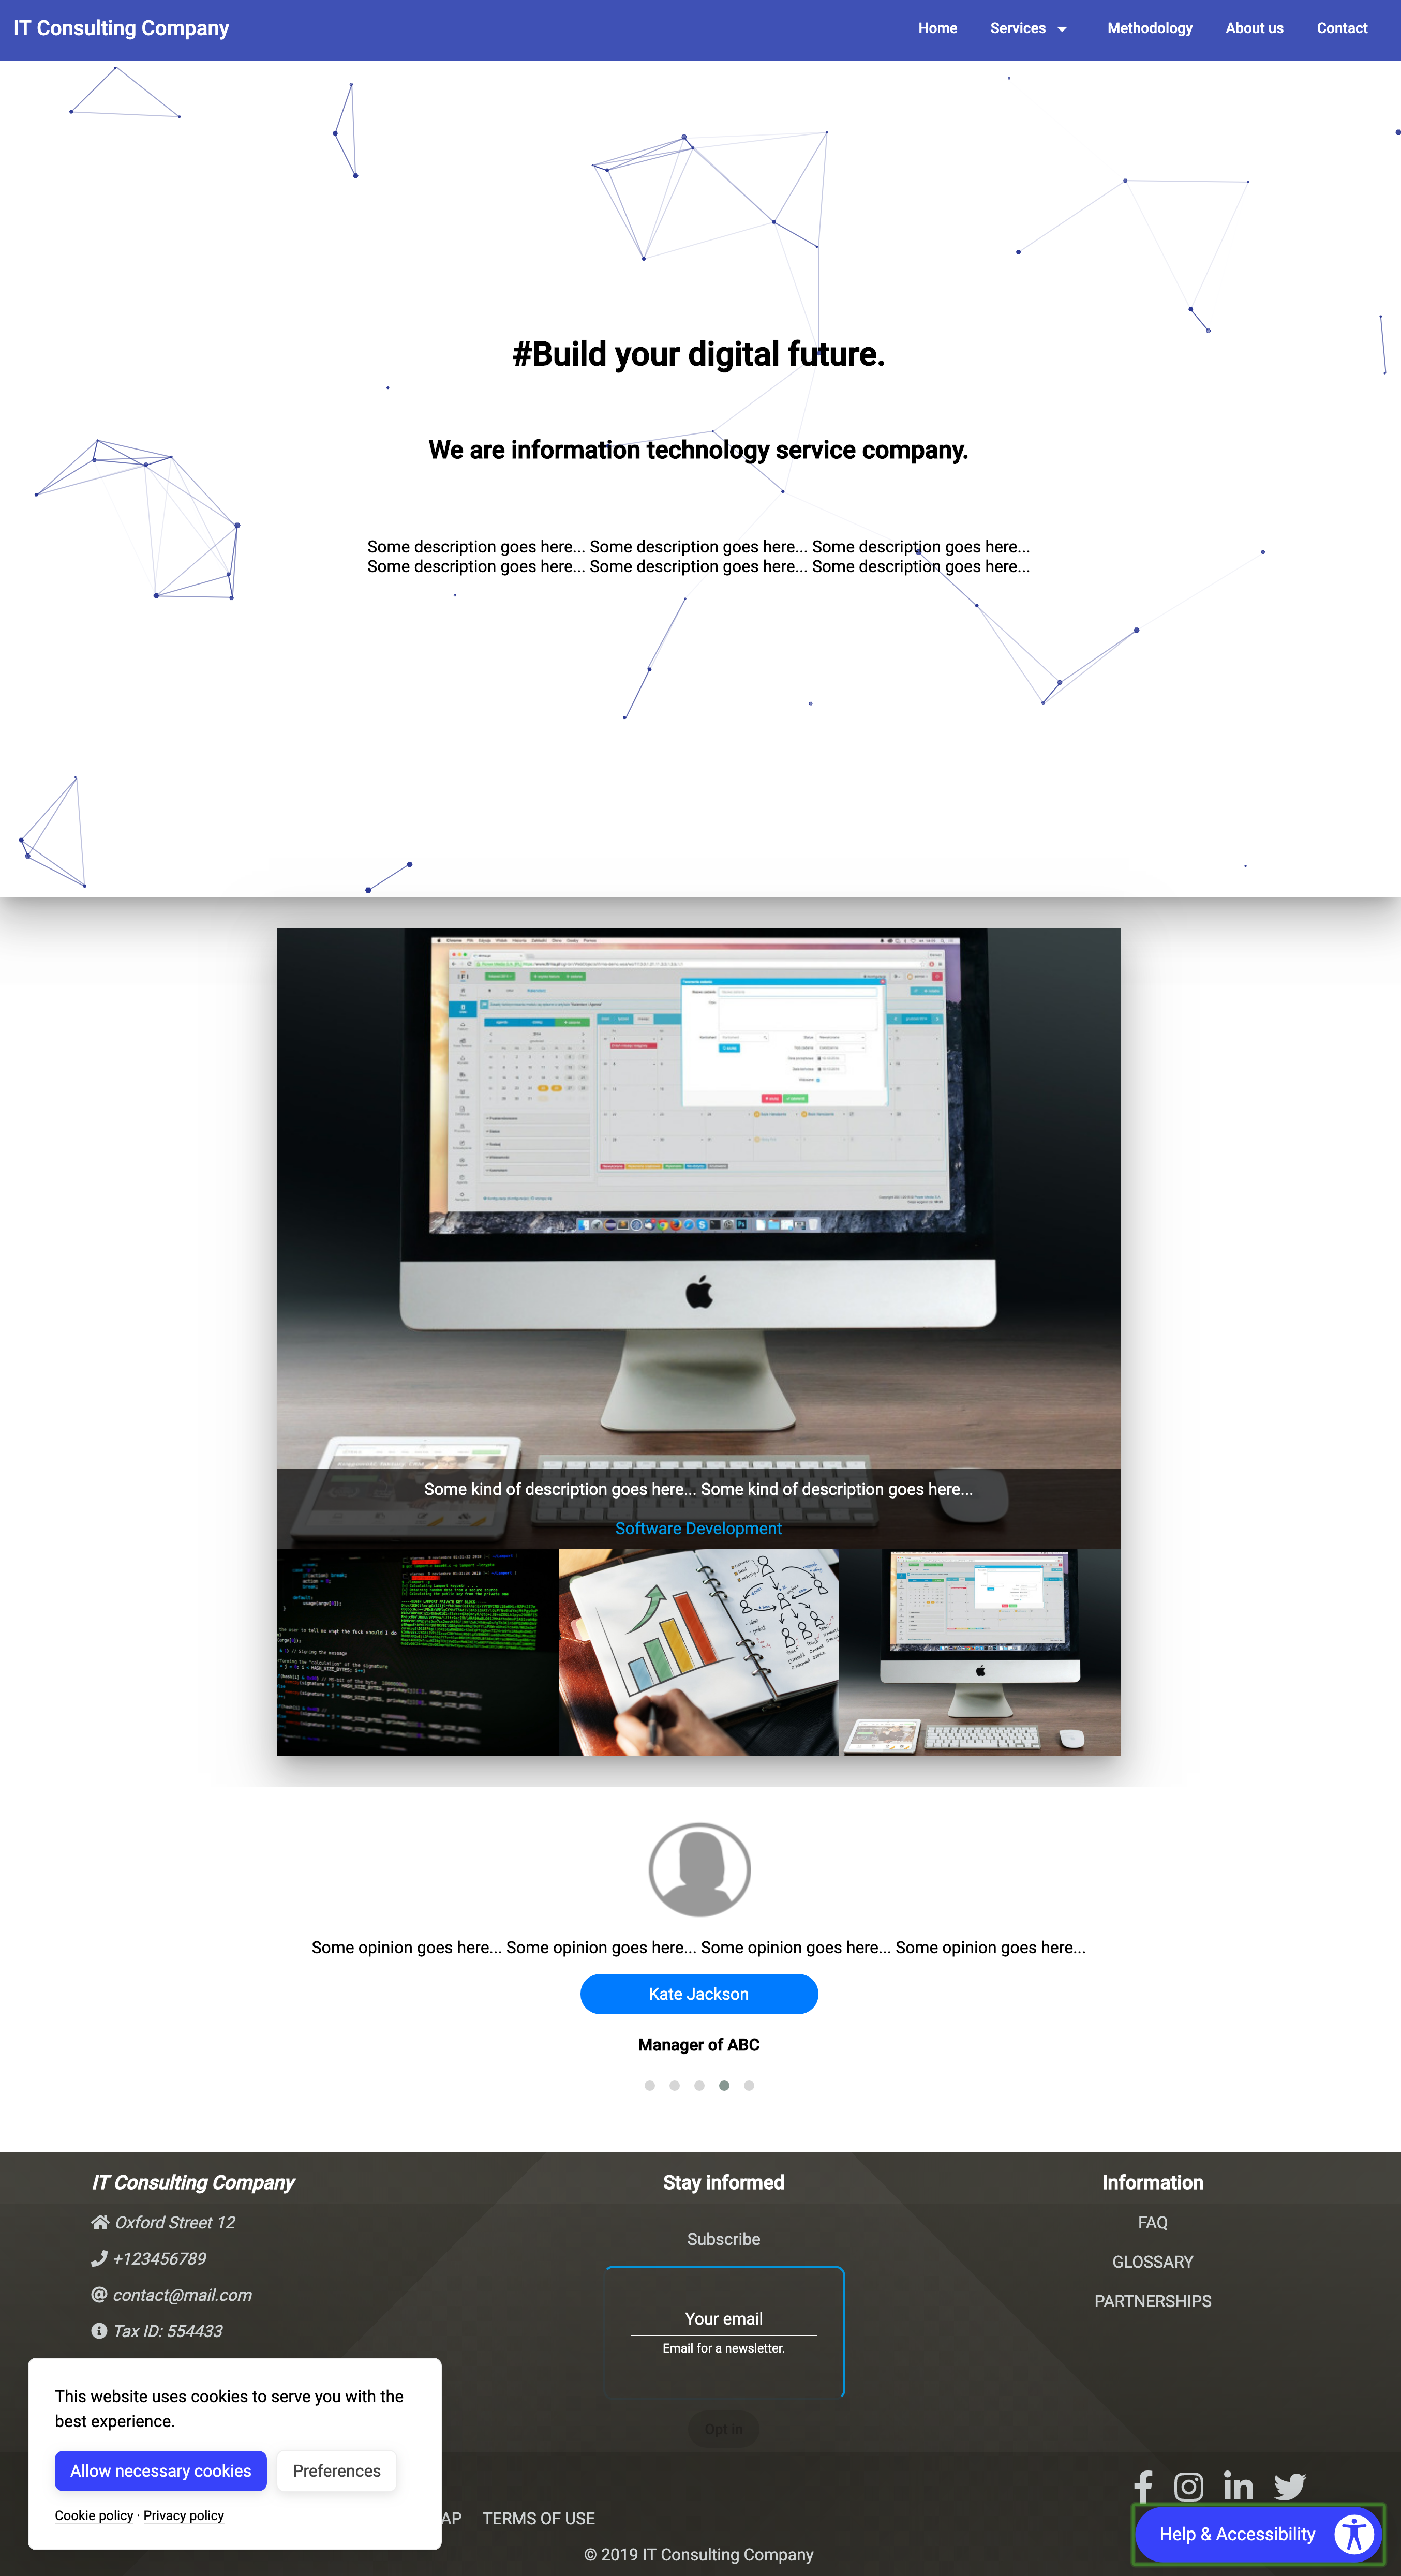 IT Consulting Company
Home Services Methodology About us Contact
#Build your digital future.
We are information technology service company.
Some description goes here... Some description goes here... Some description goes here...
Some description goes here... Some description goes here... Some description goes here...
Some kind of description goes here... Some kind of description goes here...
Software Development
Some opinion goes here... Some opinion goes here... Some opinion goes here... Some opinion goes here...
Kate Jackson
Manager of ABC
IT Consulting Company
Oxford Street 12
+123456789
contact@mail.com
Tax ID: 554433
Stay informed
Subscribe
Your email
Email for a newsletter.
Opt in
Information
FAQ
GLOSSARY
PARTNERSHIPS
This website uses cookies to serve you with the
best experience.
Allow necessary cookies Preferences
Cookie policy · Privacy policy
AP TERMS OF USE
© 2019 IT Consulting Company
Help & Accessibility